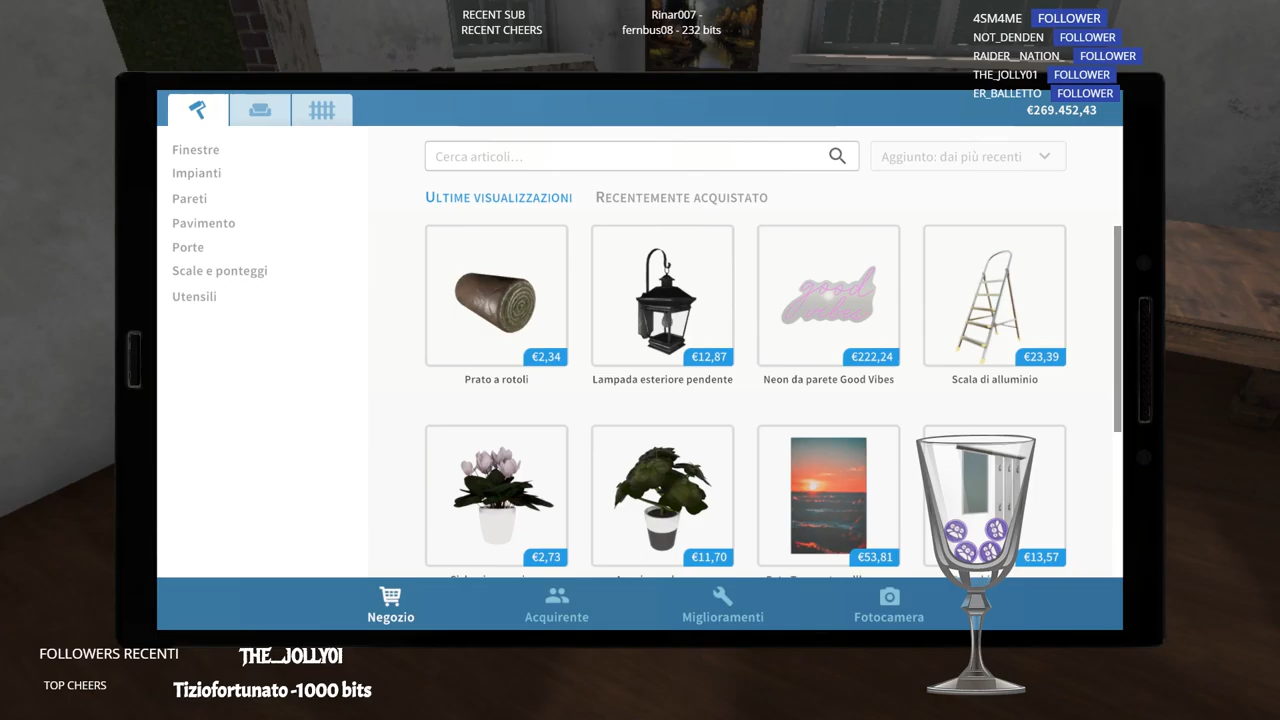 RECENT SUB
RECENT CHEERS
Rinar007 -
fernbus08 - 232 bits
4SM4ME FOLLOWER
NOT_DENDEN FOLLOWER
RAIDER__NATION_ FOLLOWER
THE_JOLLY01 FOLLOWER
ER_BALLETTO FOLLOWER
€269.452,43
Finestre
Impianti
Pareti
Pavimento
Porte
Scale e ponteggi
Utensili
Cerca articoli...
Aggiunto: dai più recenti
ULTIME VISUALIZZAZIONI
RECENTEMENTE ACQUISTATO
good
vibes
€2,34
€12,87
€222,24
€23,39
Prato a rotoli
Lampada esteriore pendente
Neon da parete Good Vibes
Scala di alluminio
€2,73
€11,70
€53,81
€13,57
Negozio
Acquirente
Miglioramenti
Fotocamera
FOLLOWERS RECENTI
THE_JOLLY01
TOP CHEERS
Tiziofortunato -1000 bits